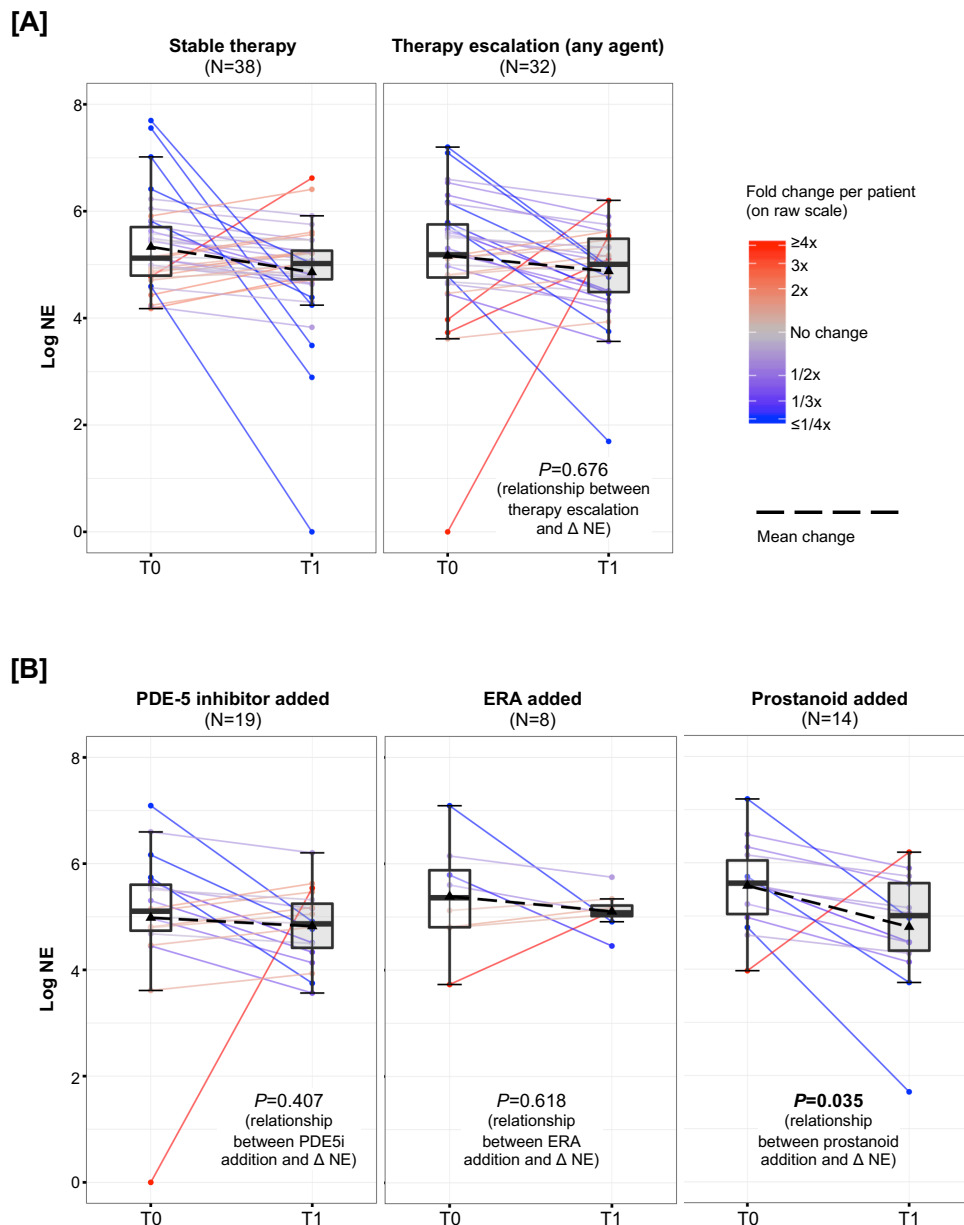 [A]
Stable therapy
(N=38)
Therapy escalation (any agent)
(N=32)
8
6
4
2
0
Log NE
P=0.676
(relationship between
therapy escalation
and Δ NE)
T0
T1
T0
T1
Fold change per patient
(on raw scale)
≥4x
3x
2x
No change
1/2x
1/3x
≤1/4x
Mean change
[B]
PDE-5 inhibitor added
(N=19)
ERA added
(N=8)
Prostanoid added
(N=14)
8
6
4
2
0
Log NE
P=0.407
(relationship
between PDE5i
addition and Δ NE)
P=0.618
(relationship
between ERA
addition and Δ NE)
P=0.035
(relationship
between prostanoid
addition and Δ NE)
T0
T1
T0
T1
T0
T1